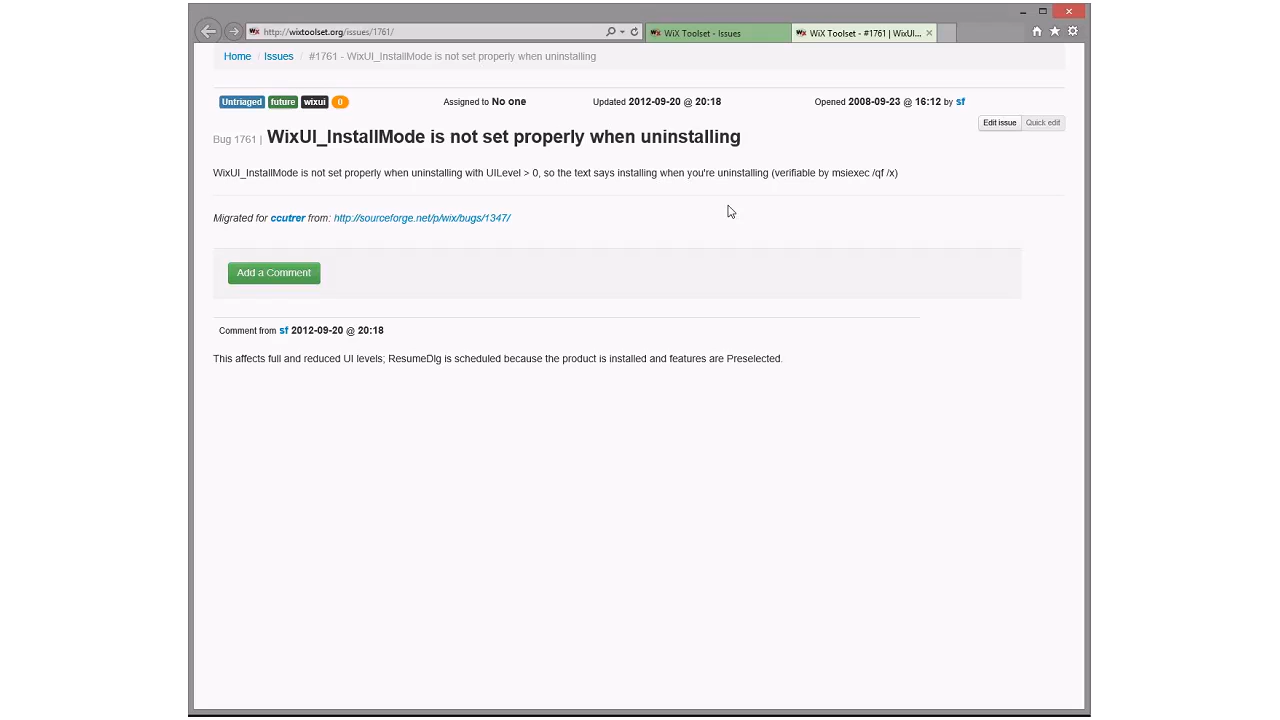 http://wixtoolset.org/issues/1761/
WiX Toolset - Issues
WiX Toolset - #1761 | WixUI...
Home / Issues / #1761 - WixUI_InstallMode is not set properly when uninstalling
Untriaged future wixui 0 Assigned to No one Updated 2012-09-20 @ 20:18 Opened 2008-09-23 @ 16:12 by sf
Edit issue Quick edit
Bug 1761 | WixUI_InstallMode is not set properly when uninstalling
WixUI_InstallMode is not set properly when uninstalling with UILevel > 0, so the text says installing when you're uninstalling (verifiable by msiexec /qf /x)
Migrated for ccutrer from: http://sourceforge.net/p/wix/bugs/1347/
Add a Comment
Comment from sf 2012-09-20 @ 20:18
This affects full and reduced UI levels; ResumeDlg is scheduled because the product is installed and features are Preselected.